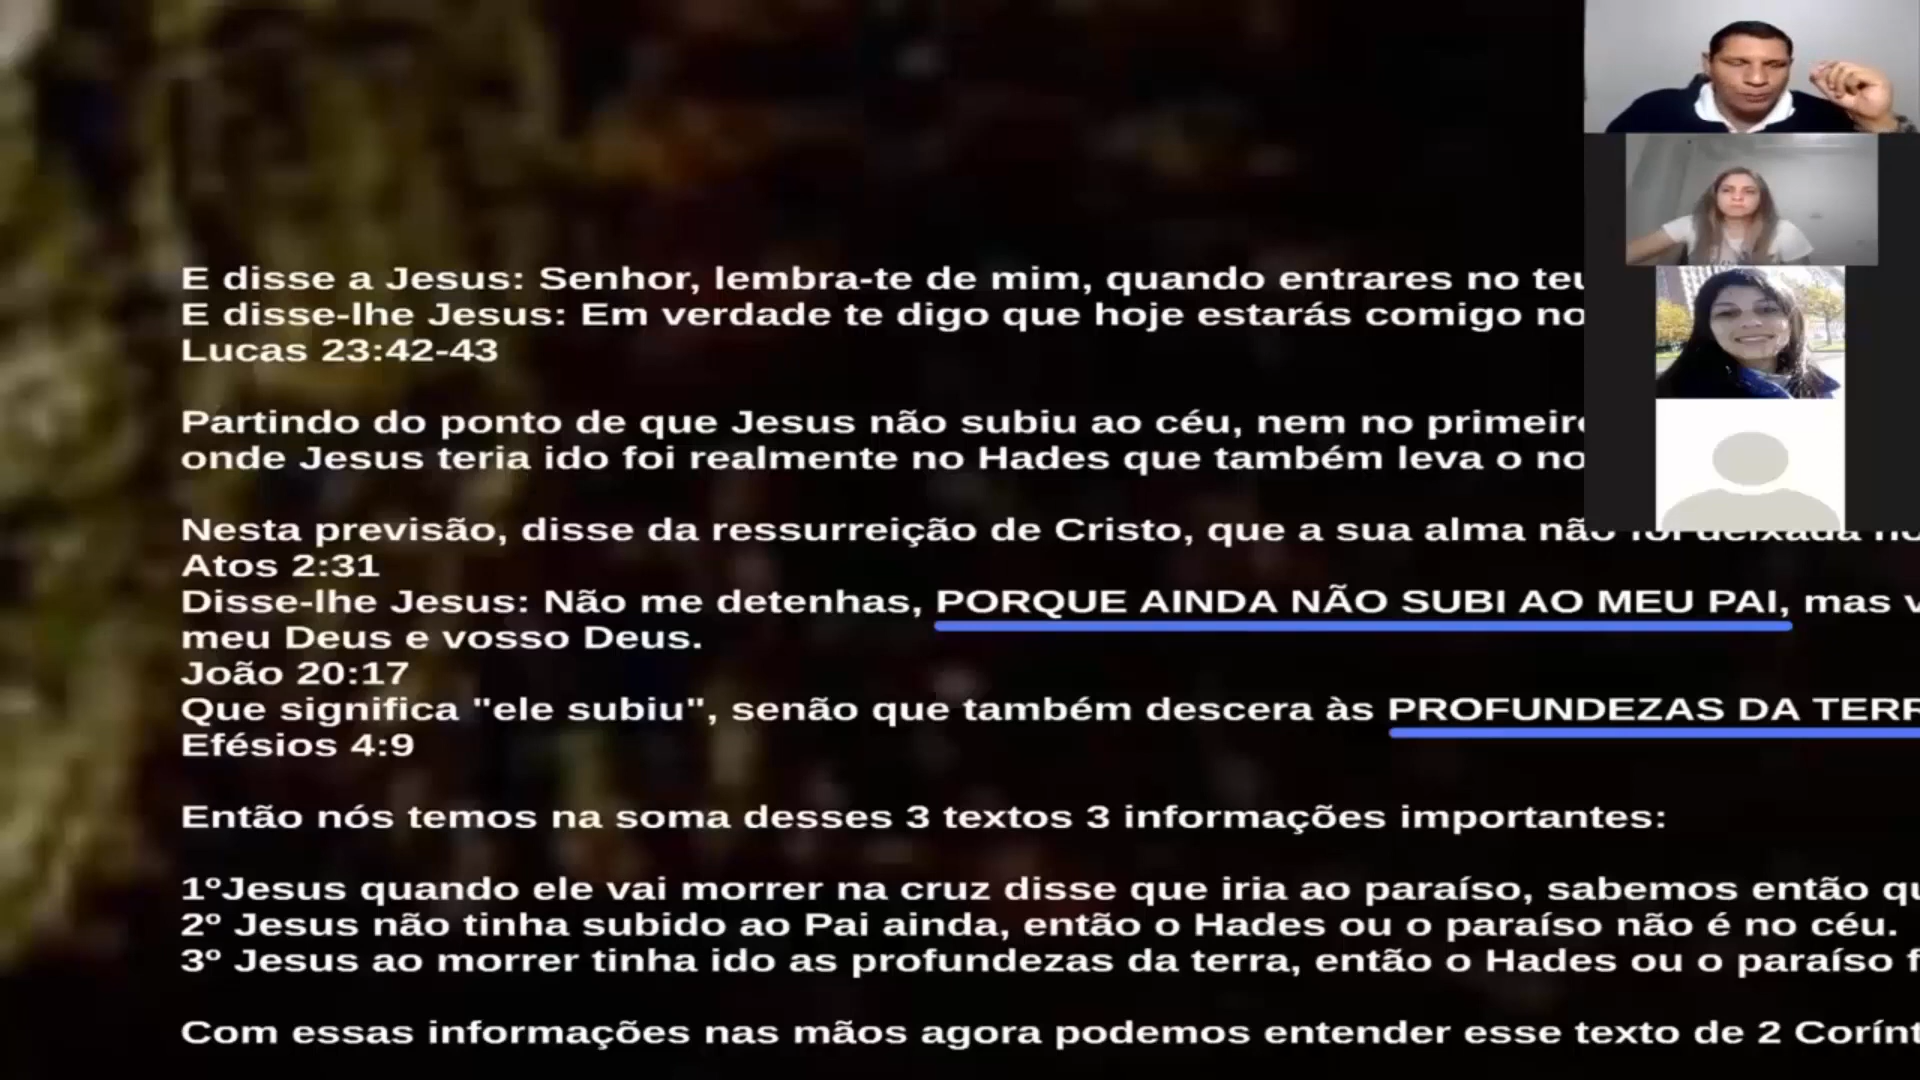 E disse a Jesus: Senhor, lembra-te de mim, quando entrares no teu
E disse-lhe Jesus: Em verdade te digo que hoje estarás comigo no
Lucas 23:42-43
Partindo do ponto de que Jesus não subiu ao céu, nem no
onde Jesus teria ido foi realmente no Hades que também leva o
Nesta previsão, disse da ressurreição de Cristo, que a sua alma não foi deixada
Atos 2:31
Disse-lhe Jesus: Não me detenhas, PORQUE AINDA NÃO SUBI AO MEU PAI, mas
meu Deus e vosso Deus.
João 20:17
Que significa "ele subiu", senão que também descera às PROFUNDEZAS DA
Efésios 4:9
Então nós temos na soma desses 3 textos 3 informações importantes:
1ºJesus quando ele vai morrer na cruz disse que iria ao paraíso, sabemos então
2º Jesus não tinha subido ao Pai ainda, então o Hades ou o paraíso não é no céu.
3º Jesus ao morrer tinha ido as profundezas da terra, então o Hades ou o paraíso
Com essas informações nas mãos agora podemos entender esse texto de 2